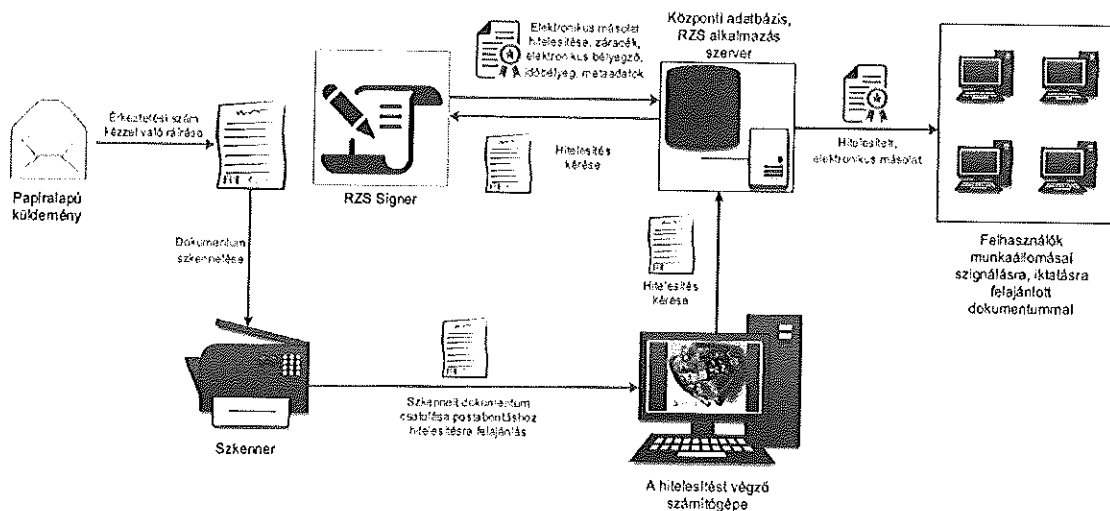 Papíralapú
küldemény
Érkeztetési szám
kézzel való ráírása
Dokumentum
szkennelése
Szkenner
Szkennelt dokumentum
csatolása postabontáshoz
hitelesítésre felajánlás
A hitelesítést végző
számítógépe
Hitelesítés
kérése
RZS Signer
Elektronikus másolat
hitelesítése, záradék,
elektronikus bélyegző,
időbélyeg, metaadatok
Hitelesítés
kérése
Központi adatbázis,
RZS alkalmazás
szerver
Hitelesített,
elektronikus másolat
Felhasználók
munkaállomásai
szignálásra, iktatásra
felajánlott
dokumentummal